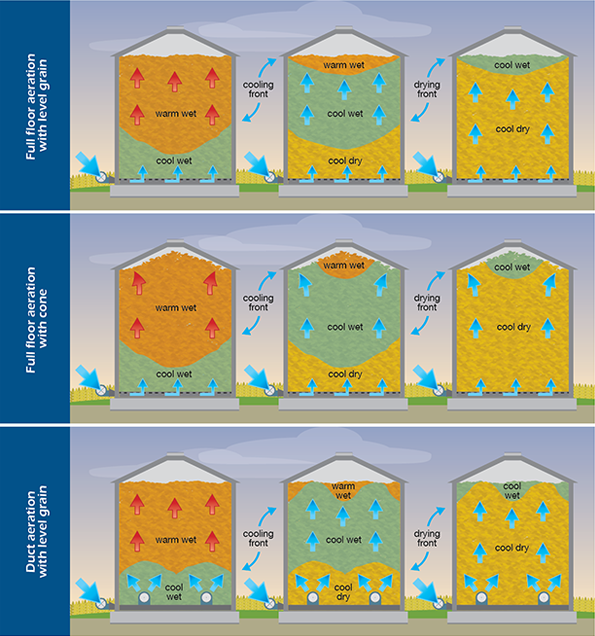 Full floor aeration
with level grain
warm wet
cool wet
cooling
front
warm wet
cool wet
cool dry
drying
front
cool wet
cool dry
Full floor aeration
with cone
warm wet
cool wet
cooling
front
warm wet
cool wet
cool dry
drying
front
cool wet
cool dry
Duct aeration
with level grain
warm wet
cool
wet
cooling
front
warm
wet
cool wet
cool
dry
drying
front
cool
wet
cool dry